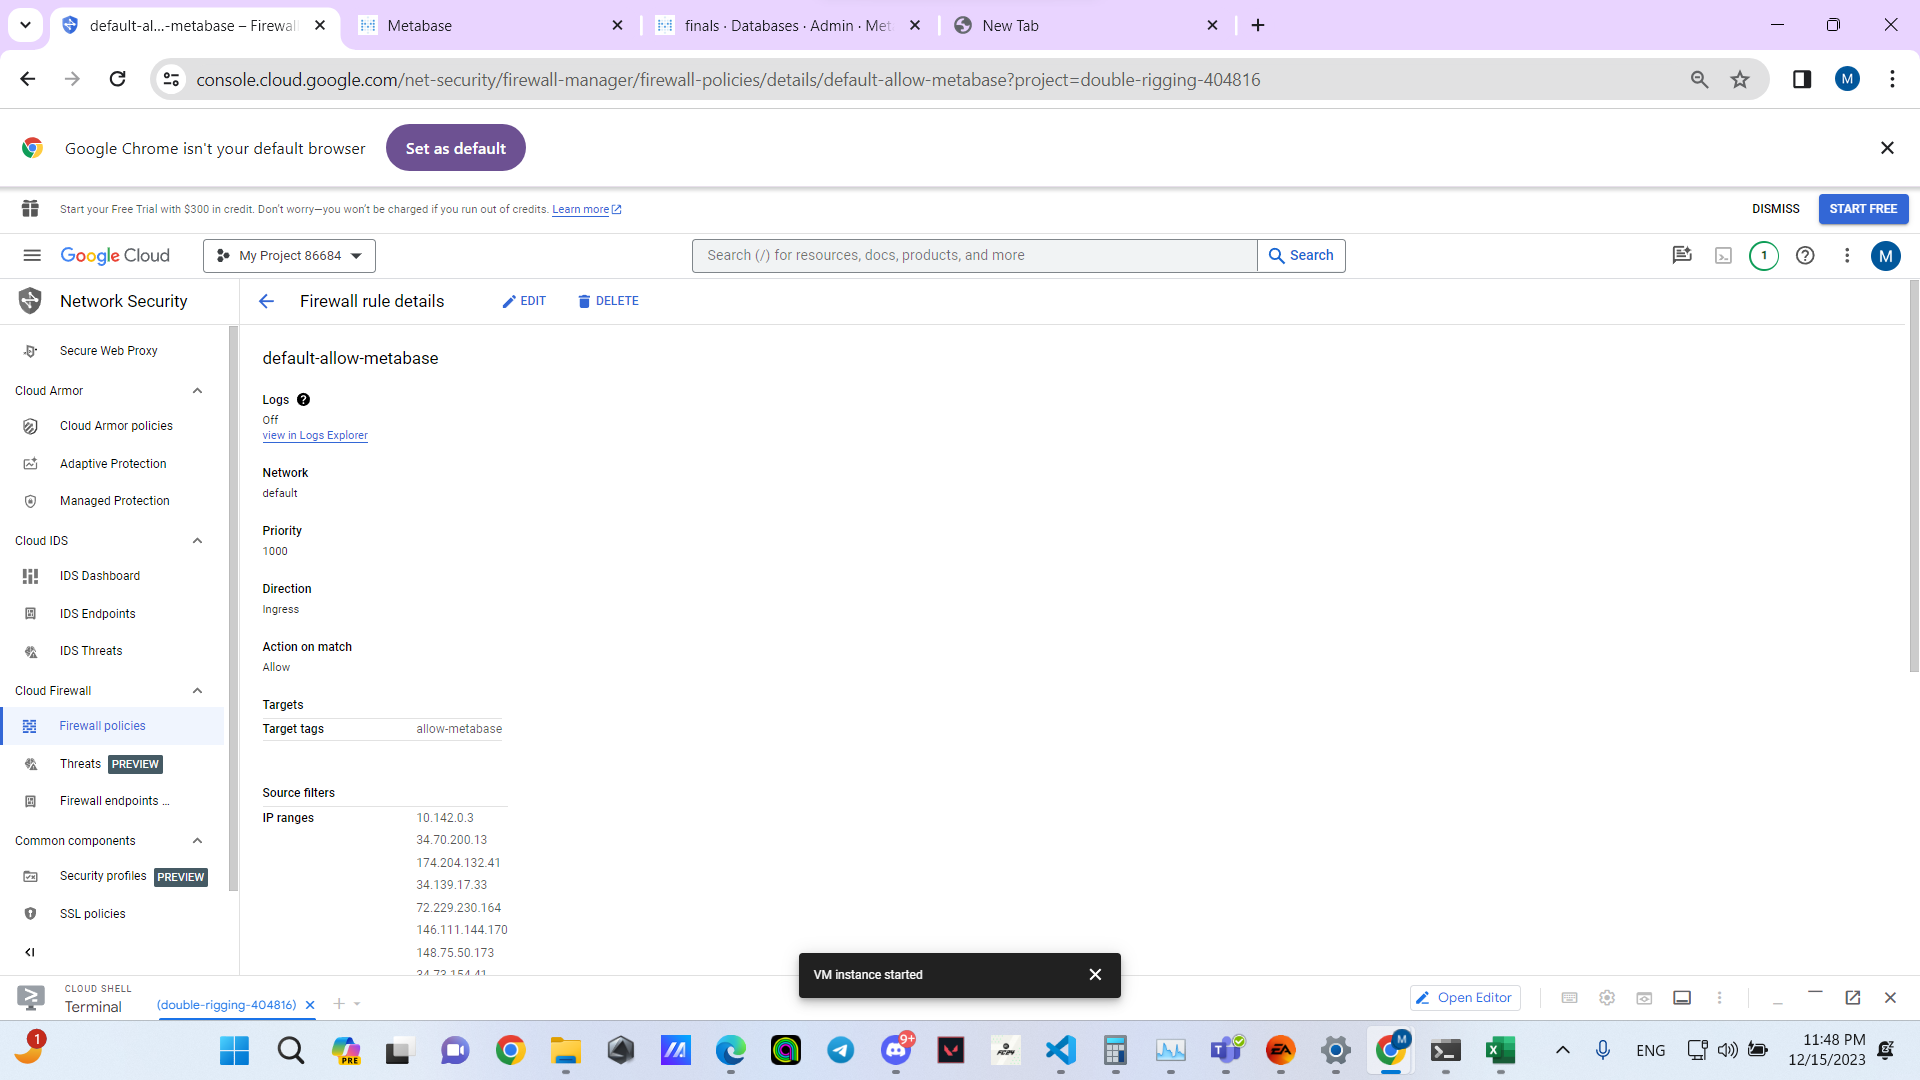 default-al...-metabase – Firewall
Metabase
finals · Databases · Admin · Met
New Tab
console.cloud.google.com/net-security/firewall-manager/firewall-policies/details/default-allow-metabase?project=double-rigging-404816
M
Google Chrome isn't your default browser
Set as default
Start your Free Trial with $300 in credit. Don't worry—you won't be charged if you run out of credits. Learn more
DISMISS
START FREE
Google Cloud
My Project 86684
Search (/) for resources, docs, products, and more
Search
1
M
Network Security
Firewall rule details
EDIT
DELETE
Secure Web Proxy
Cloud Armor
Cloud Armor policies
Adaptive Protection
Managed Protection
Cloud IDS
IDS Dashboard
IDS Endpoints
IDS Threats
Cloud Firewall
Firewall policies
Threats PREVIEW
Firewall endpoints ...
Common components
Security profiles PREVIEW
SSL policies
default-allow-metabase
Logs
Off
view in Logs Explorer
Network
default
Priority
1000
Direction
Ingress
Action on match
Allow
Targets
Target tags allow-metabase
Source filters
IP ranges 10.142.0.3
34.70.200.13
174.204.132.41
34.139.17.33
72.229.230.164
146.111.144.170
148.75.50.173
34.73.154.41
VM instance started
CLOUD SHELL
Terminal
(double-rigging-404816)
Open Editor
1
PRE
9+
FC24
EA
M
ENG
11:48 PM
12/15/2023